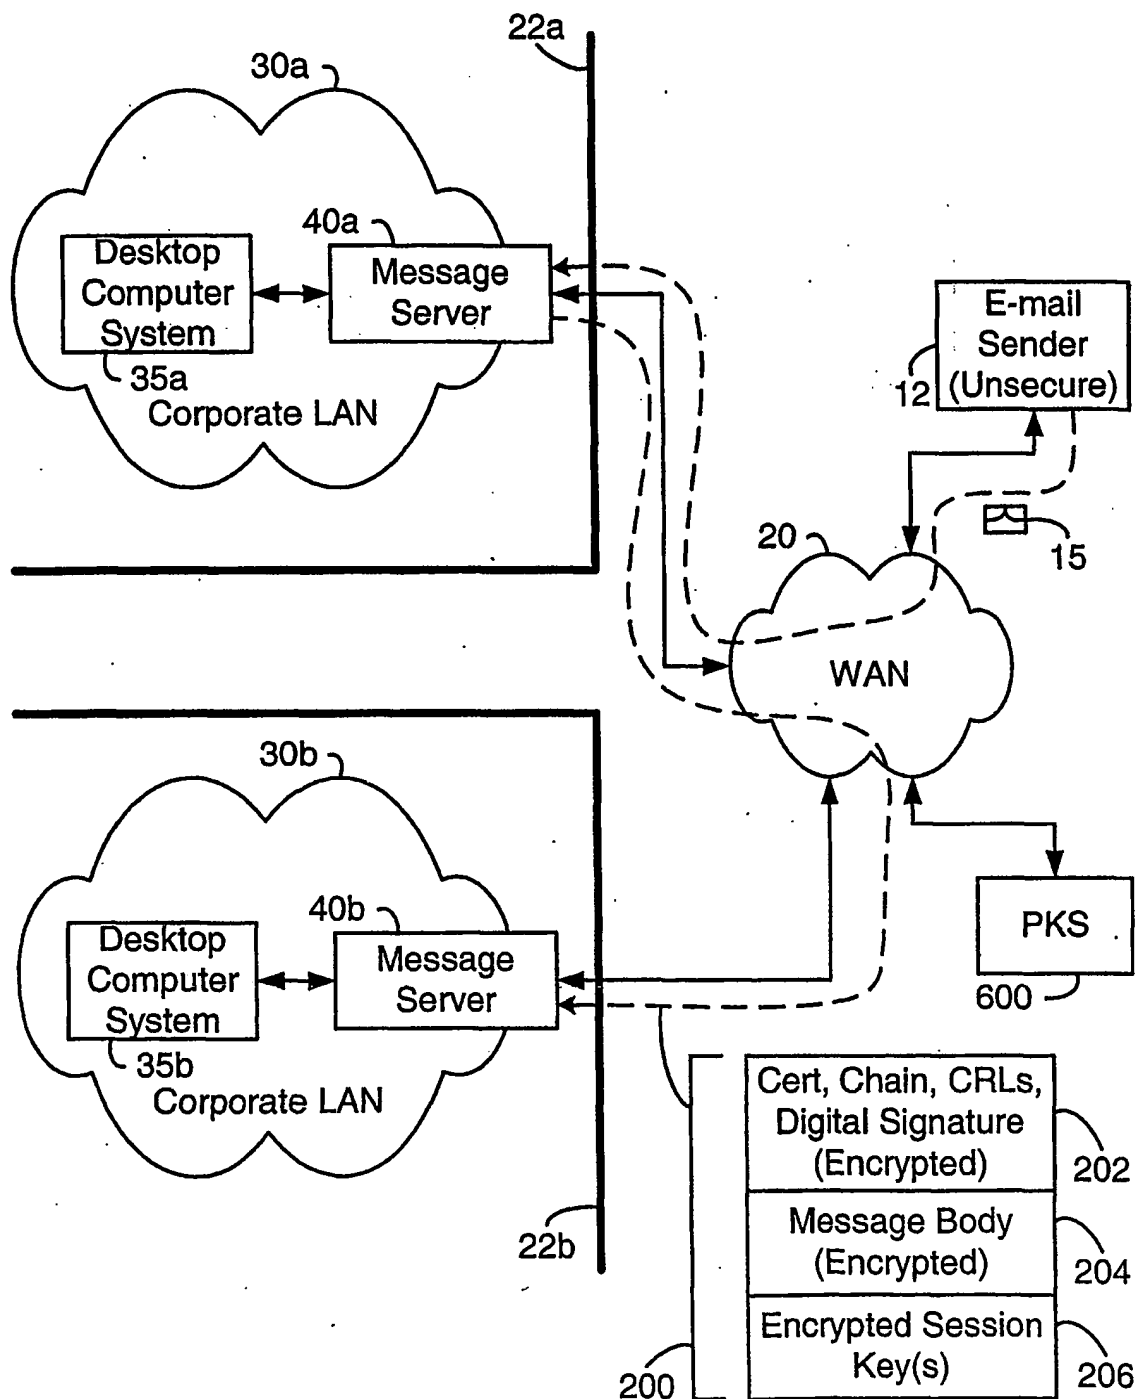 22a
30a
40a
Desktop
Computer
System
Message
Server
35a
Corporate LAN
E-mail
Sender
(Unsecure)
12
15
20
WAN
30b
40b
Desktop
Computer
System
Message
Server
35b
Corporate LAN
PKS
600
22b
Cert, Chain, CRLs,
Digital Signature
(Encrypted)
202
Message Body
(Encrypted)
204
Encrypted Session
Key(s)
206
200